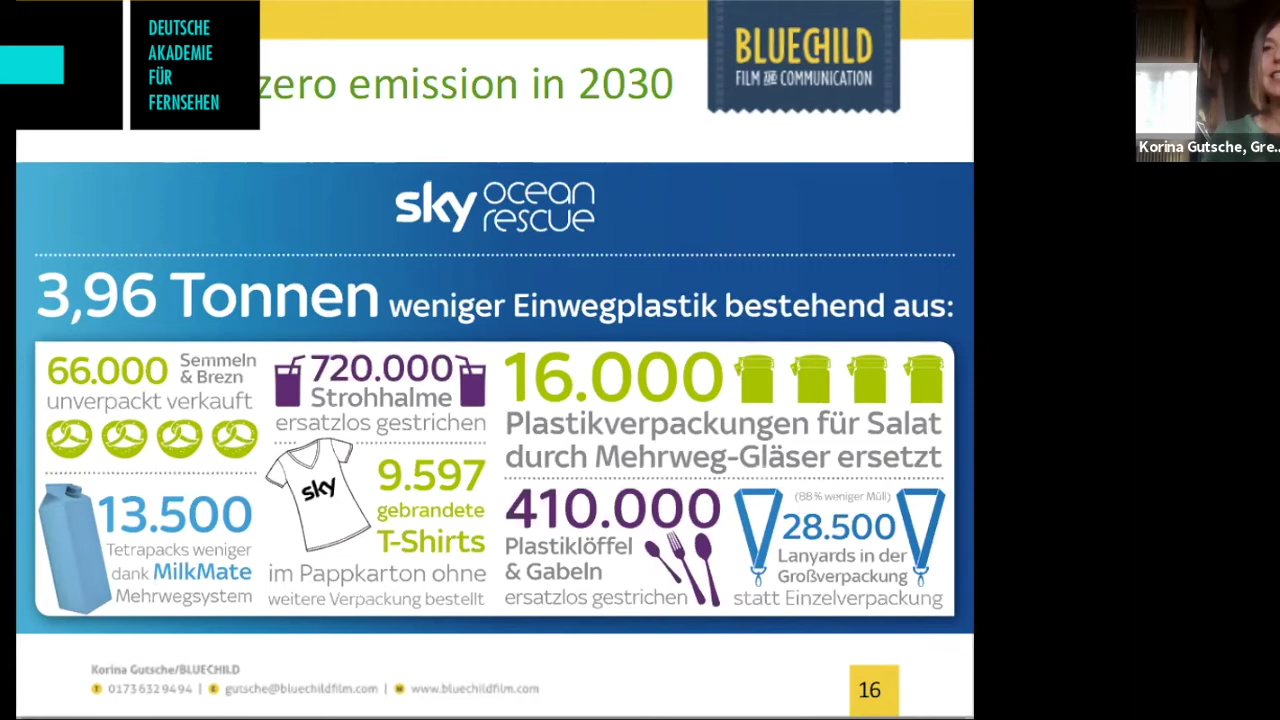 DEUTSCHE
AKADEMIE
FÜR
FERNSEHEN
zero emission in 2030
BLUECHILD
FILM AND COMMUNICATION
Korina Gutsche, Gre...
sky ocean
rescue
3,96 Tonnen weniger Einwegplastik bestehend aus:
66.000 Semmeln
& Brezn
unverpackt verkauft
720.000
Strohhalme
ersatzlos gestrichen
16.000
Plastikverpackungen für Salat
durch Mehrweg-Gläser ersetzt
13.500
Tetrapacks weniger
dank MilkMate
Mehrwegsystem
sky
9.597
gebrandete
T-Shirts
im Pappkarton ohne
weitere Verpackung bestellt
410.000
Plastiklöffel
& Gabeln
ersatzlos gestrichen
(88% weniger Müll)
28.500
Lanyards in der
Großverpackung
statt Einzelverpackung
Korina Gutsche/BLUECHILD
T 0173 632 9494 | E gutsche@bluechildfilm.com | W www.bluechildfilm.com
16